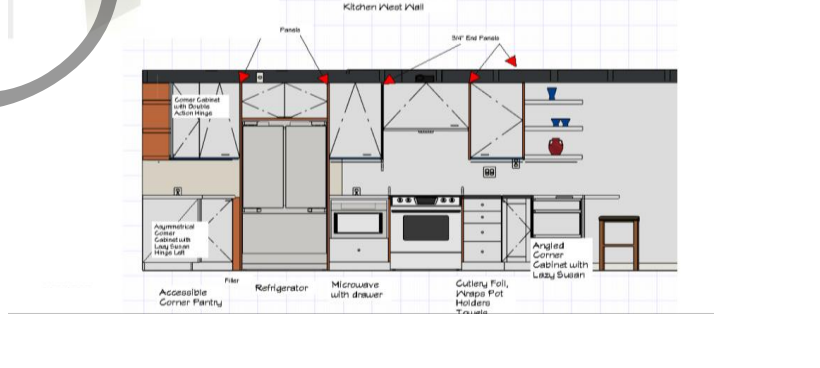 Kitchen West Wall
Panels
3/4" End Panels
Corner Cabinet
with Double
Action Hinge
Asymmetrical
Corner
Cabinet with
Lazy Susan
Hinge Left
Angled
Corner
Cabinet with
Lazy Susan
Filler
Accessible
Corner Pantry
Refrigerator
Microwave
with drawer
Cutlery Foil,
Wraps Pot
Holders
Towels